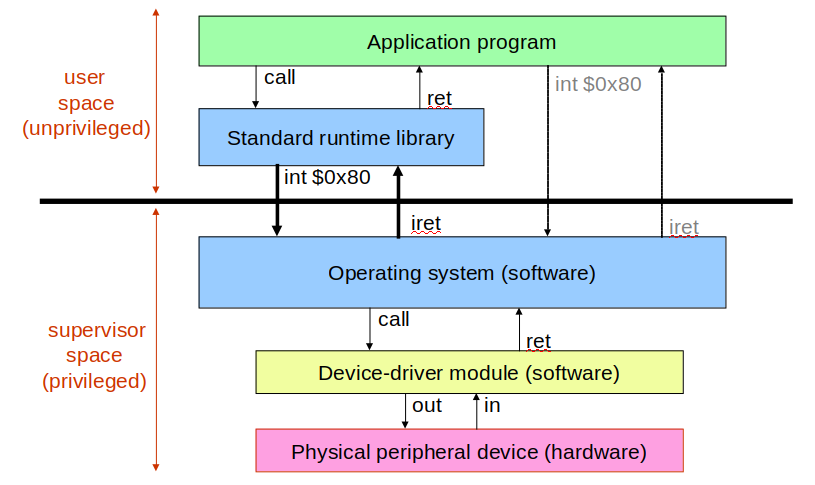 Application program
user
space
(unprivileged)
call
int $0x80
ret
Standard runtime library
int $0x80
iret
iret
Operating system (software)
supervisor
space
(privileged)
call
ret
Device-driver module (software)
out
in
Physical peripheral device (hardware)